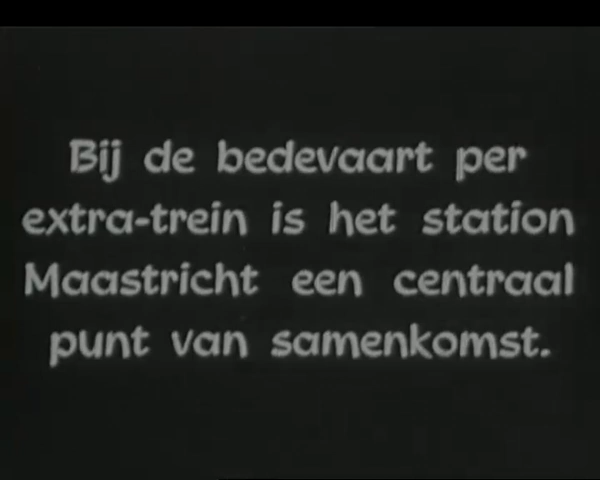 Bij de bedevaart per
extra-trein is het station
Maastricht een centraal
punt van samenkomst.